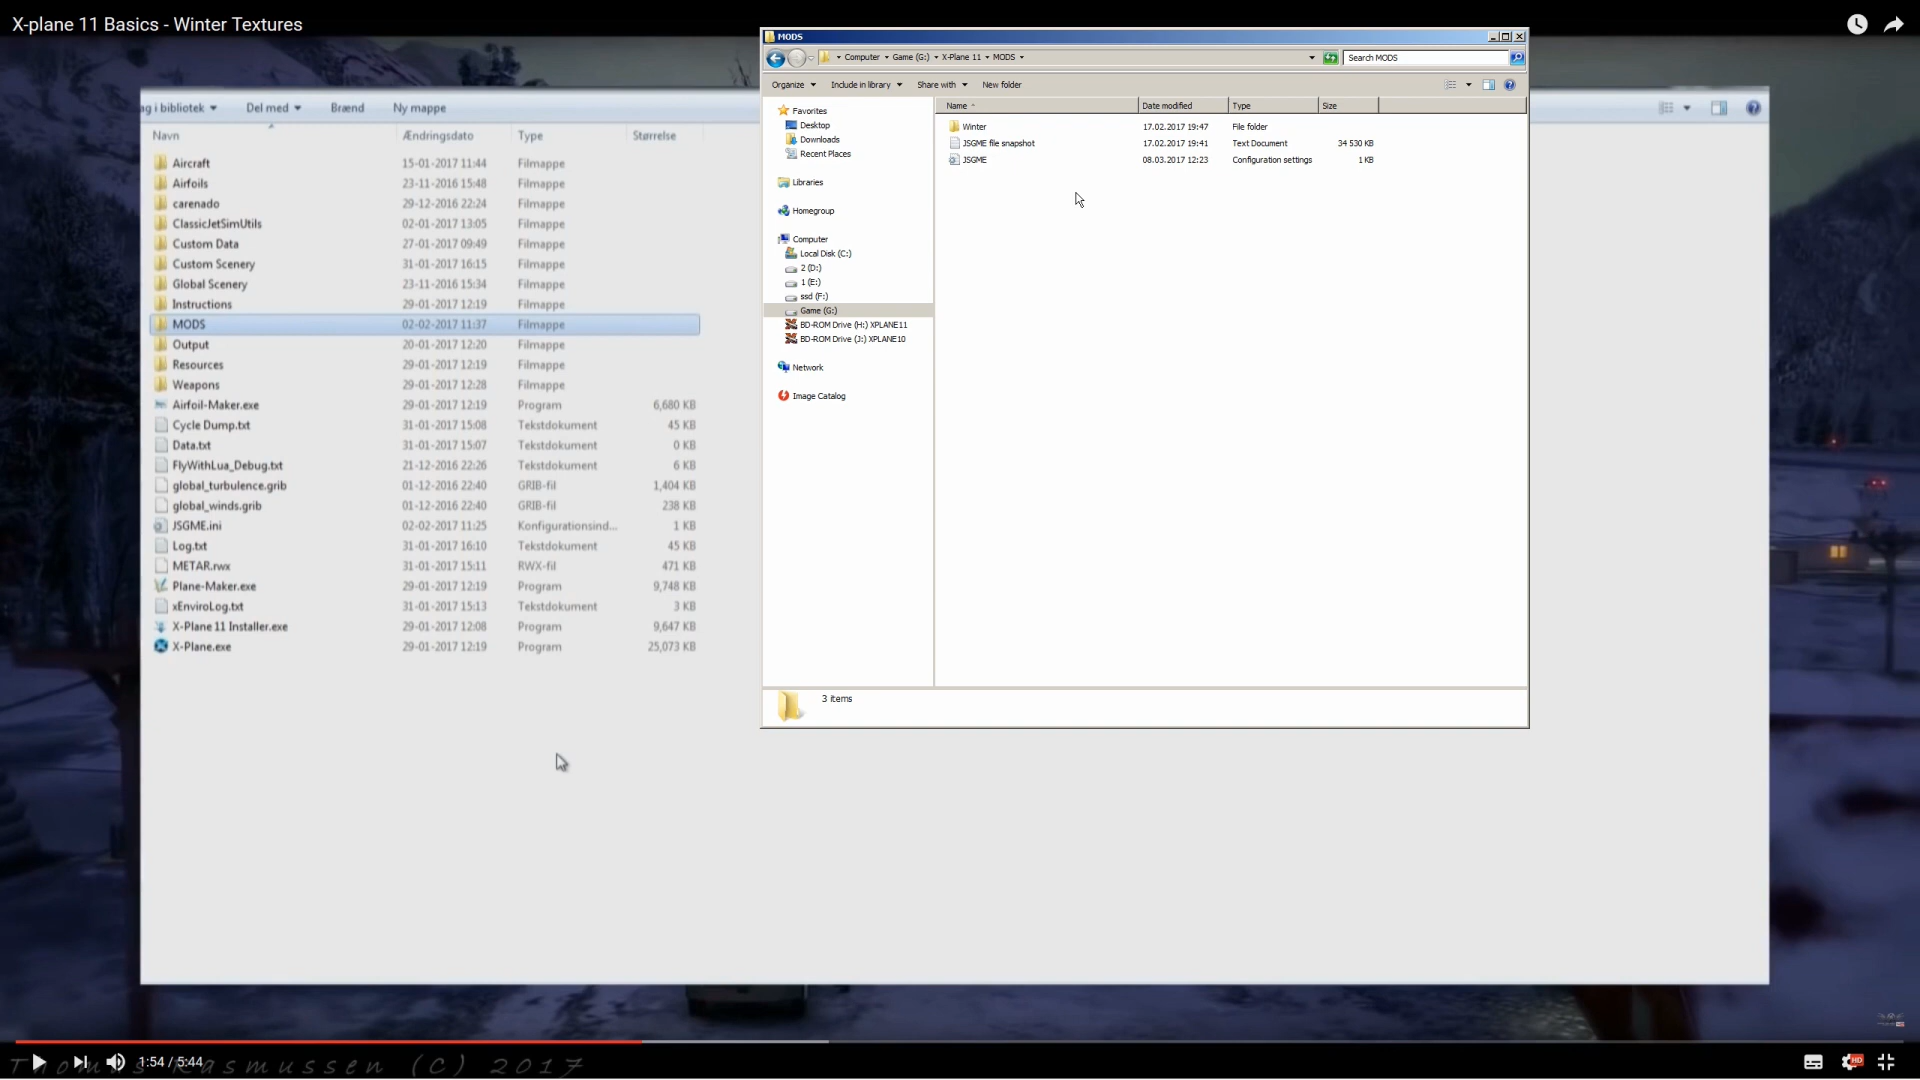 X-plane 11 Basics - Winter Textures
ag i bibliotek Del med Brænd Ny mappe
Navn Ændringsdato Type Størrelse
Aircraft 15-01-2017 11:44 Filmappe
Airfoils 23-11-2016 15:48 Filmappe
carenado 29-12-2016 22:24 Filmappe
ClassicJetSimUtils 02-01-2017 13:05 Filmappe
Custom Data 27-01-2017 09:49 Filmappe
Custom Scenery 31-01-2017 16:15 Filmappe
Global Scenery 23-11-2016 15:34 Filmappe
Instructions 29-01-2017 12:19 Filmappe
MODS 02-02-2017 11:37 Filmappe
Output 20-01-2017 12:20 Filmappe
Resources 29-01-2017 12:19 Filmappe
Weapons 29-01-2017 12:28 Filmappe
Airfoil-Maker.exe 29-01-2017 12:19 Program 6,680 KB
Cycle Dump.txt 31-01-2017 15:08 Tekstdokument 45 KB
Data.txt 31-01-2017 15:07 Tekstdokument 0 KB
FlyWithLua_Debug.txt 21-12-2016 22:26 Tekstdokument 6 KB
global_turbulence.grib 01-12-2016 22:40 GRIB-fil 1,404 KB
global_winds.grib 01-12-2016 22:40 GRIB-fil 238 KB
JSGME.ini 02-02-2017 11:25 Konfigurationsind... 1 KB
Log.txt 31-01-2017 16:10 Tekstdokument 45 KB
METAR.rwx 31-01-2017 15:11 RWX-fil 471 KB
Plane-Maker.exe 29-01-2017 12:19 Program 9,748 KB
xEnviroLog.txt 31-01-2017 15:13 Tekstdokument 3 KB
X-Plane 11 Installer.exe 29-01-2017 12:08 Program 9,647 KB
X-Plane.exe 29-01-2017 12:19 Program 25,073 KB
MODS
Computer Game (G:) X-Plane 11 MODS Search MODS
Organize Include in library Share with New folder
Favorites
Desktop
Downloads
Recent Places
Libraries
Homegroup
Computer
Local Disk (C:)
2 (D:)
1 (E:)
ssd (F:)
Game (G:)
BD-ROM Drive (H:) XPLANE11
BD-ROM Drive (J:) XPLANE10
Network
Image Catalog
Name Date modified Type Size
Winter 17.02.2017 19:47 File folder
JSGME file snapshot 17.02.2017 19:41 Text Document 34 530 KB
JSGME 08.03.2017 12:23 Configuration settings 1 KB
3 items
1:54 / 5:44
Thomas Rasmussen (C) 2017
HD